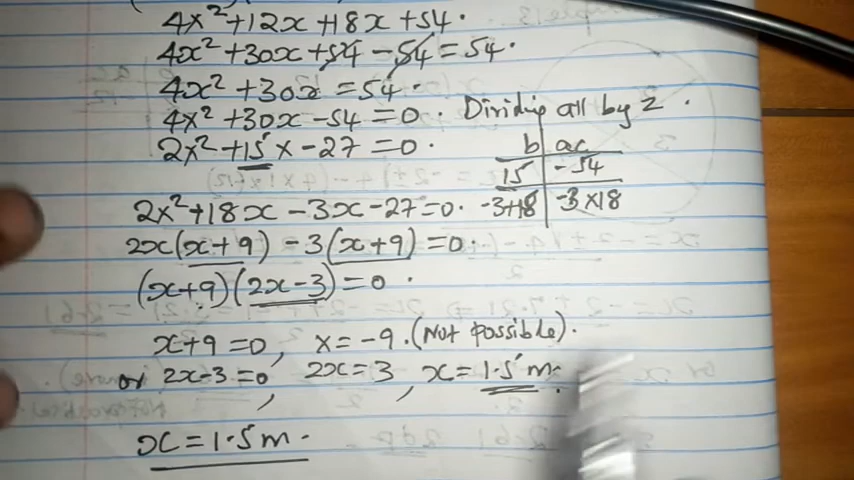 4x²+12x+18x+54.
4x²+30x+54-54=54.
4x²+30x=54.
4x²+30x-54=0. Dividing all by 2.
2x²+15x-27=0.
b ac
15 -54
-3+18 -3×18
2x²+18x-3x-27=0.
2x(x+9)-3(x+9)=0.
(x+9)(2x-3)=0.
x+9=0, x=-9. (Not possible).
or 2x-3=0, 2x=3, x=1.5m.
x=1.5m.